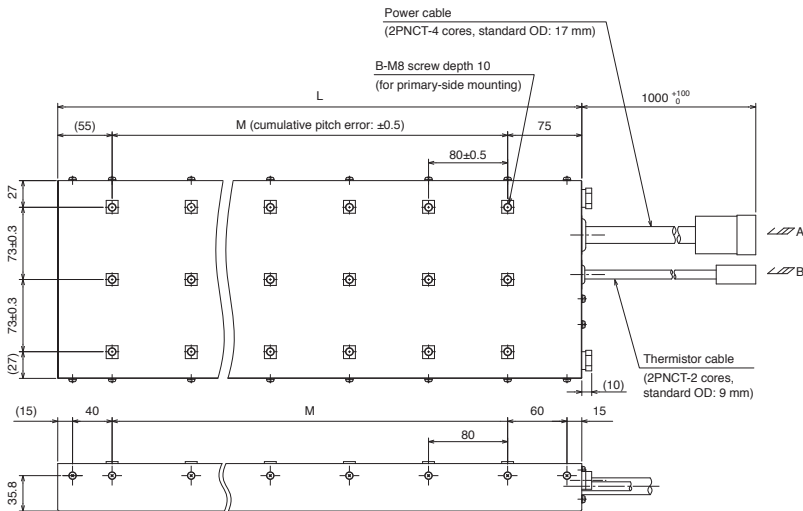 Power cable
(2PNCT-4 cores, standard OD: 17 mm)
B-M8 screw depth 10
(for primary-side mounting)
L
1000 +100 0
(55)
M (cumulative pitch error: ±0.5)
75
80±0.5
27
73±0.3
73±0.3
(27)
A
B
Thermistor cable
(2PNCT-2 cores,
standard OD: 9 mm)
(10)
(15)
40
M
60
15
80
35.8